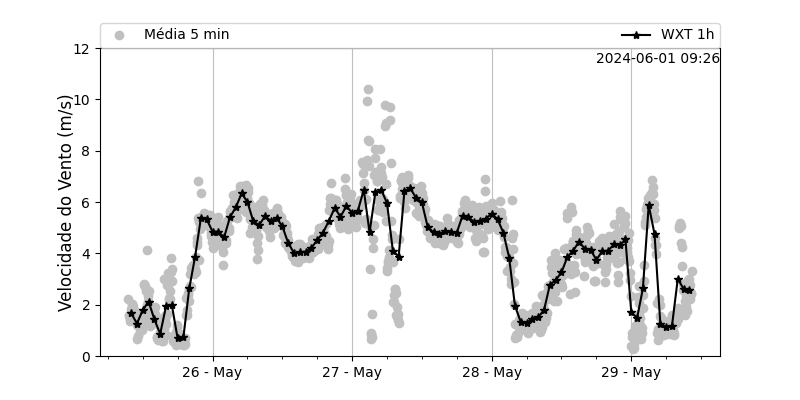 Média 5 min
WXT 1h
2024-06-01 09:26
Velocidade do Vento (m/s)
12
10
8
6
4
2
0
26 - May
27 - May
28 - May
29 - May